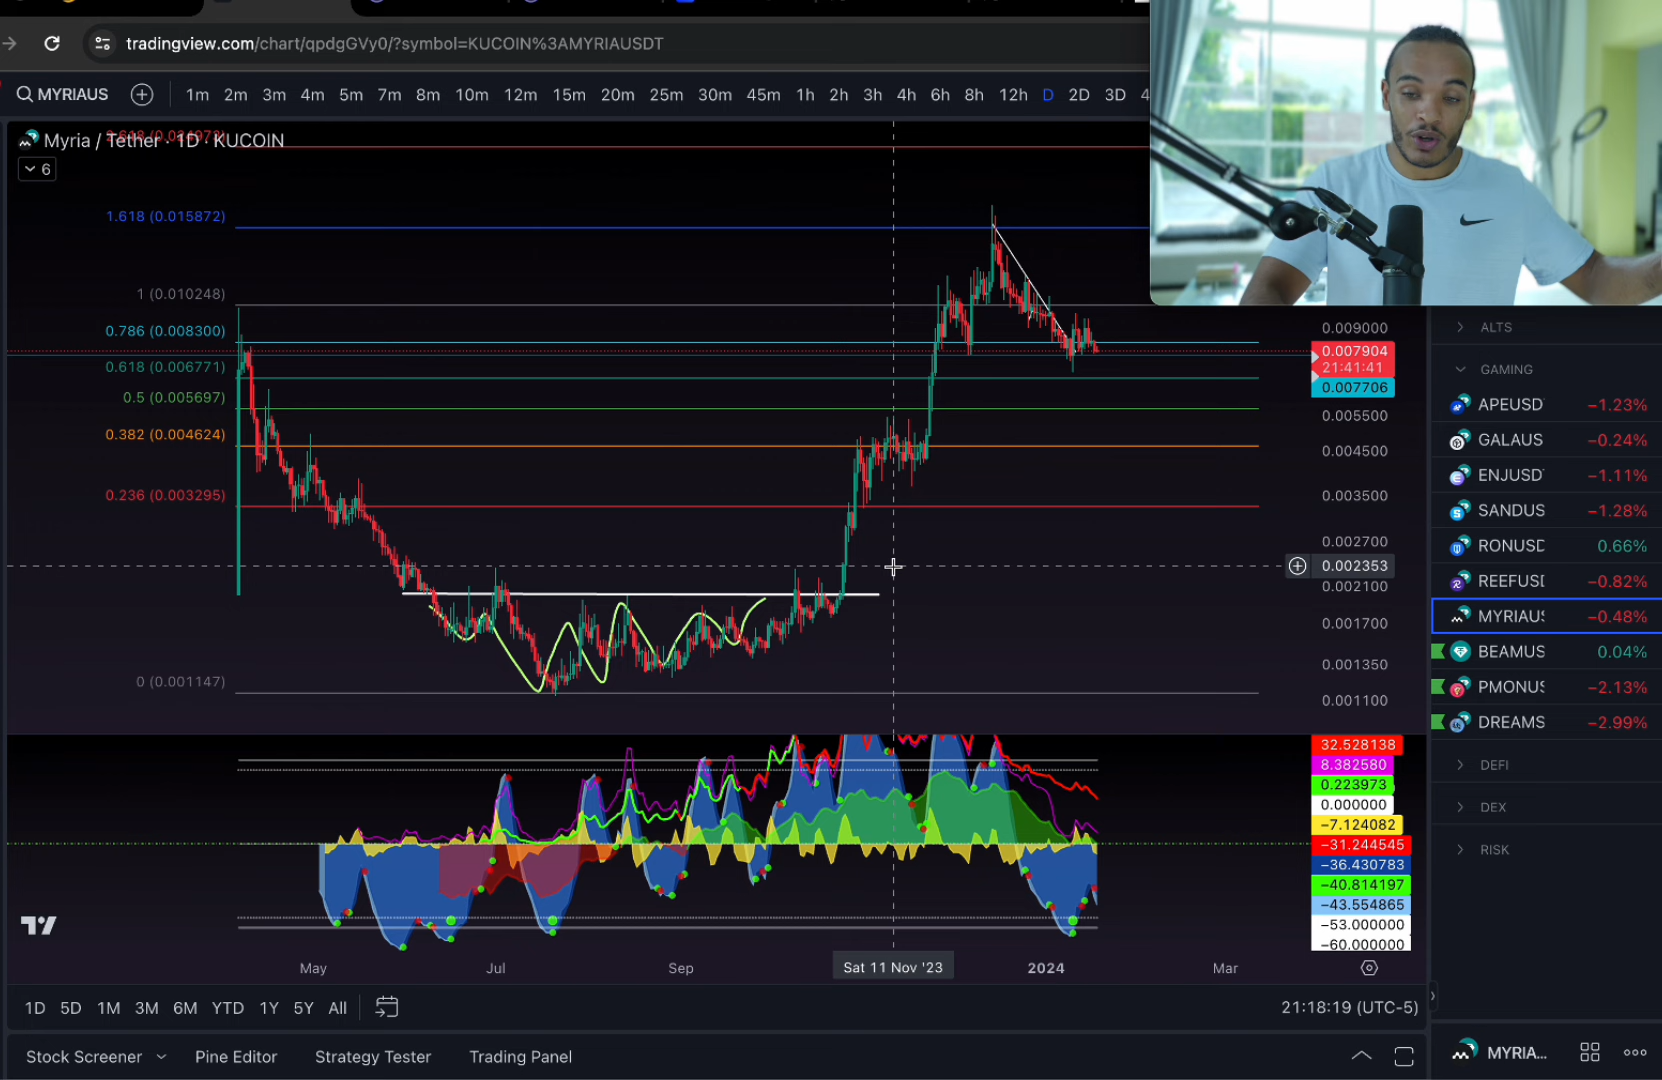 tradingview.com/chart/qpdgGVy0/?symbol=KUCOIN%3AMYRIAUSDT
MYRIAUS 1m 2m 3m 4m 5m 7m 8m 10m 12m 15m 20m 25m 30m 45m 1h 2h 3h 4h 6h 8h 12h D 2D 3D 4
Myria / Tether · 1D · KUCOIN
6
1.618 (0.015872)
1 (0.010248)
0.786 (0.008300)
0.618 (0.006771)
0.5 (0.005697)
0.382 (0.004624)
0.236 (0.003295)
0 (0.001147)
0.009000
0.007904
21:41:41
0.007706
0.005500
0.004500
0.003500
0.002700
0.002353
0.002100
0.001700
0.001350
0.001100
32.528138
8.382580
0.223973
0.000000
−7.124082
−31.244545
−36.430783
−40.814197
−43.554865
−53.000000
−60.000000
May Jul Sep Sat 11 Nov '23 2024 Mar
1D 5D 1M 3M 6M YTD 1Y 5Y All
21:18:19 (UTC-5)
Stock Screener Pine Editor Strategy Tester Trading Panel
ALTS
GAMING
APEUSD −1.23%
GALAUS −0.24%
ENJUSD −1.11%
SANDUS −1.28%
RONUSD 0.66%
REEFUSI −0.82%
MYRIAUS −0.48%
BEAMUS 0.04%
PMONUS −2.13%
DREAMS −2.99%
DEFI
DEX
RISK
MYRIA...